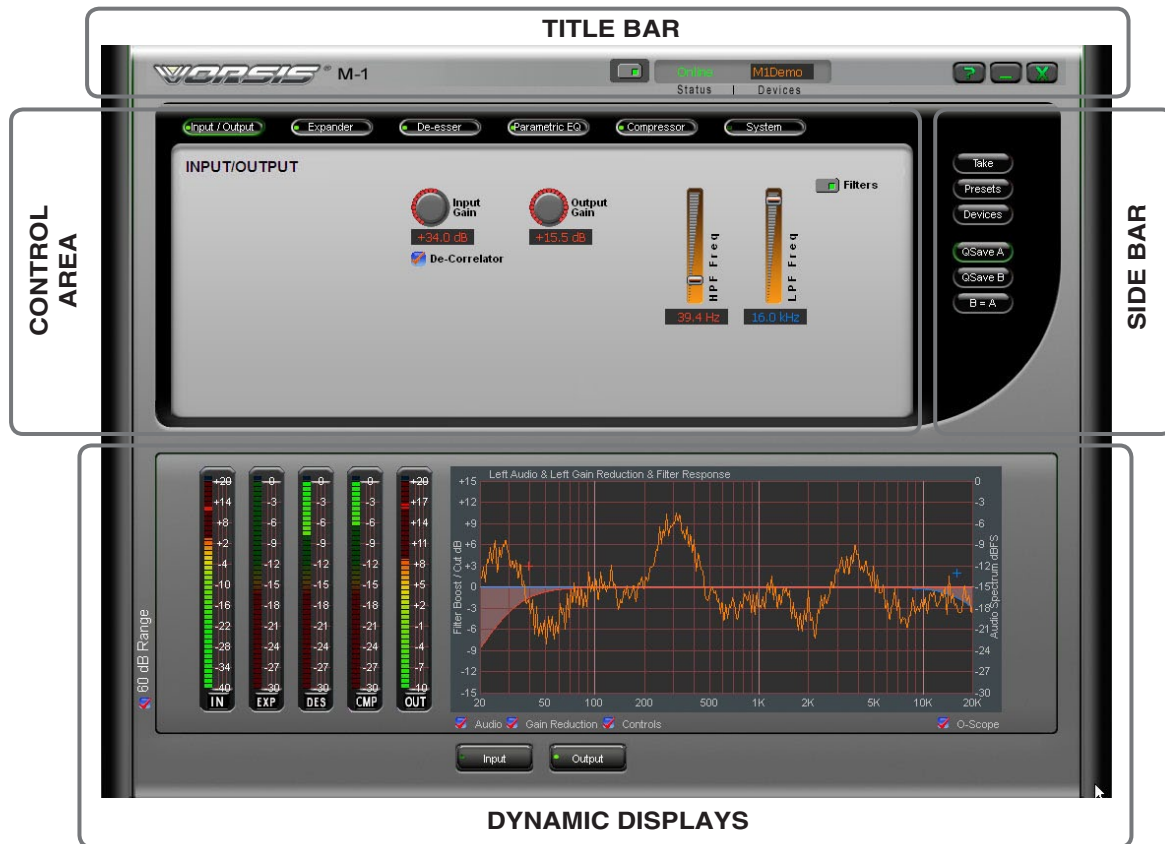 TITLE BAR
VORSIS® M-1
Online M1Demo
Status | Devices
? _ X
CONTROL AREA
SIDE BAR
Input / Output Expander De-esser Parametric EQ Compressor System
INPUT/OUTPUT
Input Gain
+34.0 dB
De-Correlator
Output Gain
+15.5 dB
HPF Freq
39.4 Hz
LPF Freq
16.0 kHz
Filters
Take
Presets
Devices
QSave A
QSave B
B = A
60 dB Range
+20 +14 +8 +2 -4 -10 -16 -22 -28 -34 -40
IN
-0 -3 -6 -9 -12 -15 -18 -21 -24 -27 -30
EXP
-0 -3 -6 -9 -12 -15 -18 -21 -24 -27 -30
DES
-0 -3 -6 -9 -12 -15 -18 -21 -24 -27 -30
CMP
+20 +17 +14 +11 +8 +5 +2 -1 -4 -7 -10
OUT
Left Audio & Left Gain Reduction & Filter Response
Filter Boost / Cut dB
+15 +12 +9 +6 +3 0 -3 -6 -9 -12 -15
0 -3 -6 -9 -12 -15 -18 -21 -24 -27 -30
Audio Spectrum dBFS
20 50 100 200 500 1K 2K 5K 10K 20K
Audio Gain Reduction Controls O-Scope
Input Output
DYNAMIC DISPLAYS